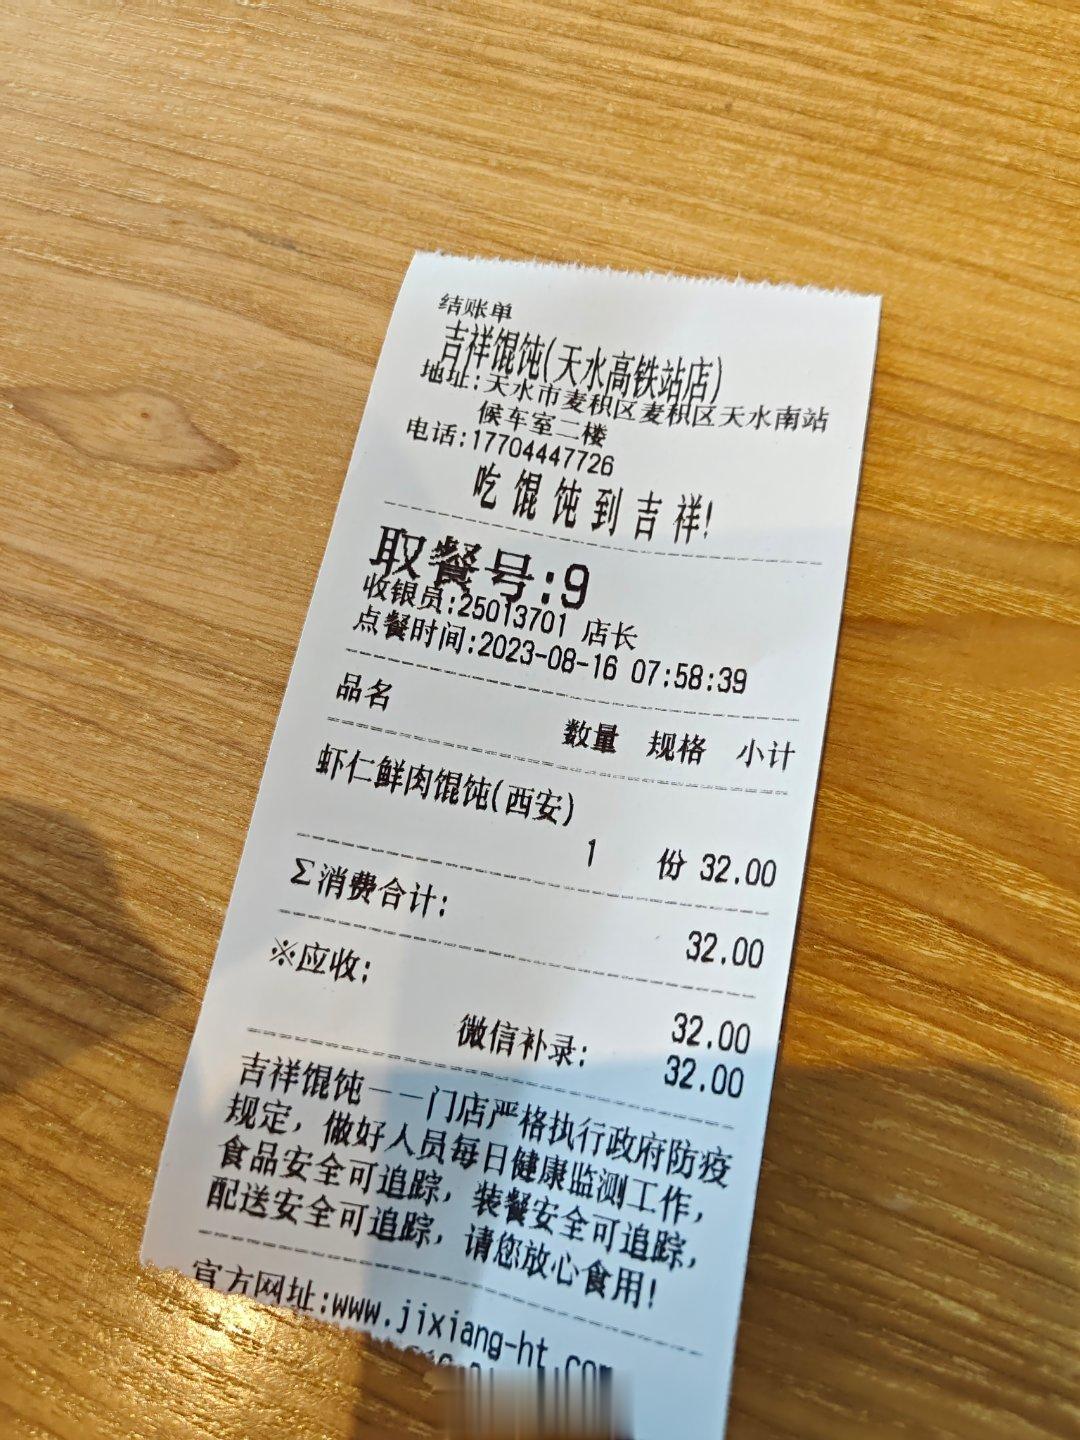 结账单
吉祥馄饨(天水高铁站店)
地址:天水市麦积区麦积区天水南站
候车室二楼
电话:17704447726
吃馄饨到吉祥!
取餐号:9
收银员:25013701 店长
点餐时间:2023-08-16 07:58:39
品名 数量 规格 小计
虾仁鲜肉馄饨(西安)
1 份 32.00
Σ消费合计: 32.00
※应收: 32.00
微信补录: 32.00
吉祥馄饨——门店严格执行政府防疫
规定，做好人员每日健康监测工作，
食品安全可追踪，装餐安全可追踪，
配送安全可追踪，请您放心食用!
官方网址:www.jixiang-ht.com